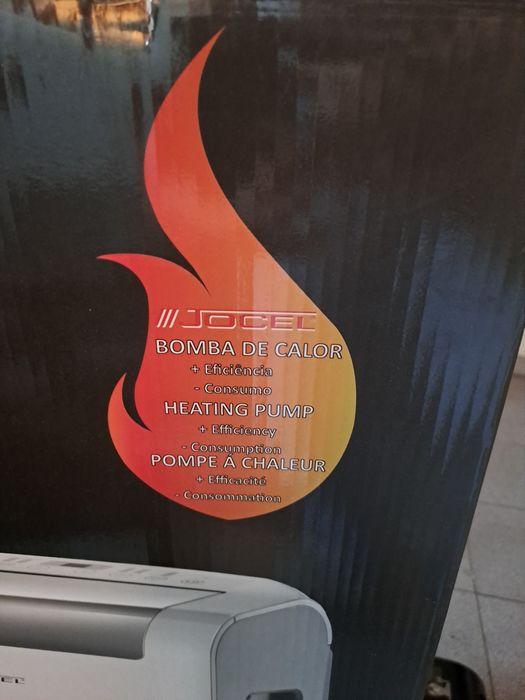 JOCEL
BOMBA DE CALOR
+ Eficiência
- Consumo
HEATING PUMP
+ Efficiency
- Consumption
POMPE À CHALEUR
+ Efficacité
- Consommation